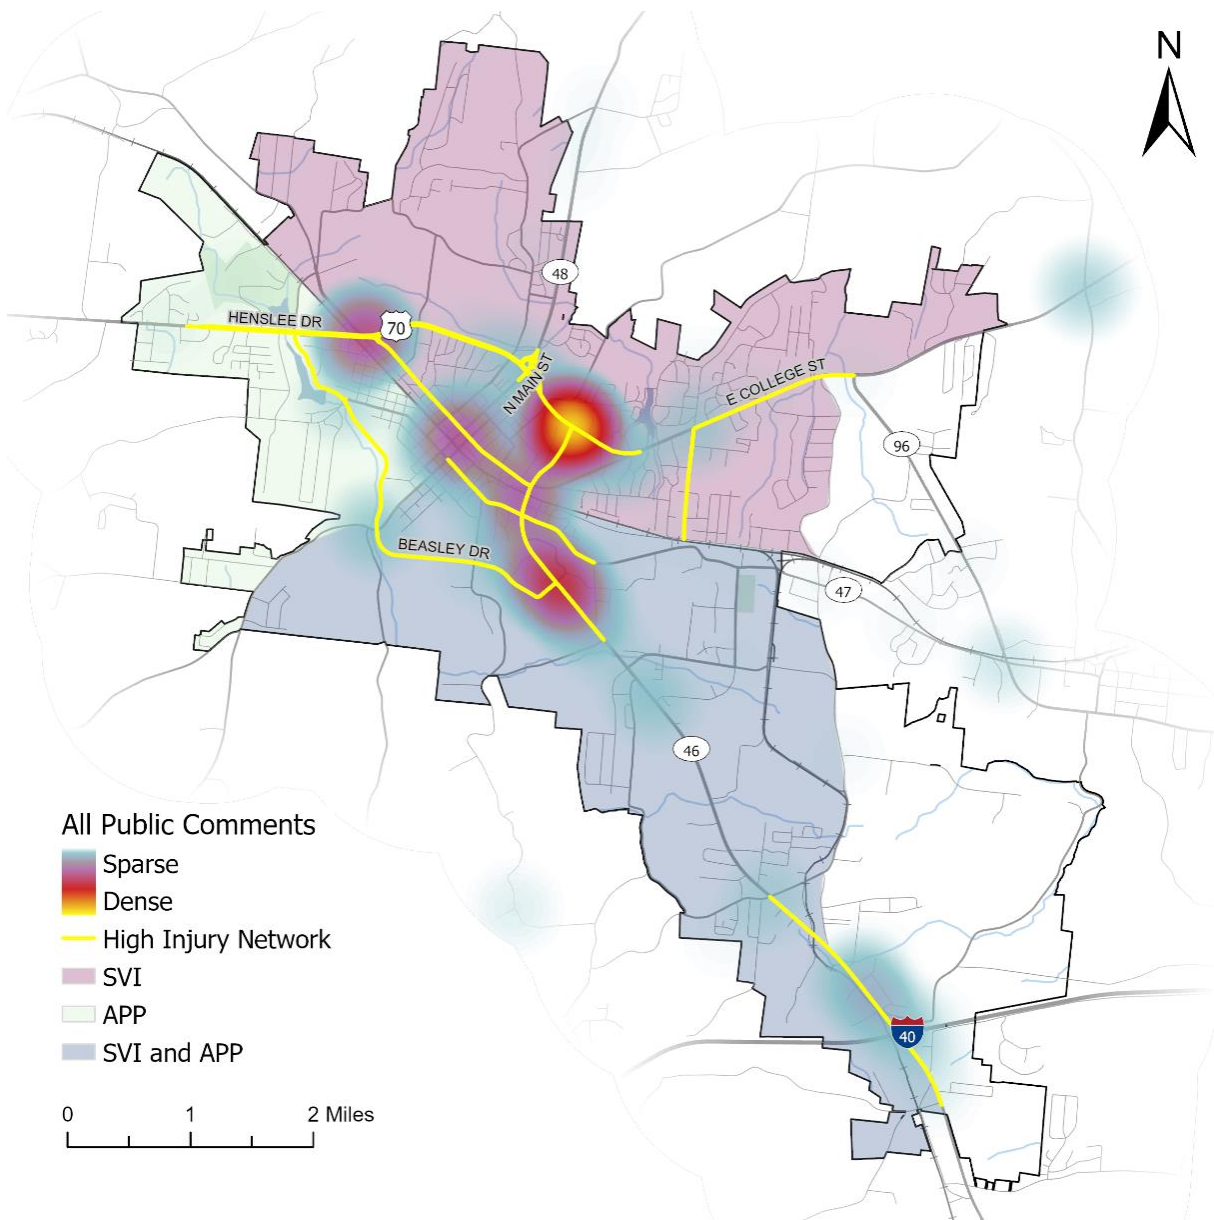 N
48
HENSLEE DR
70
N MAIN ST
E COLLEGE ST
96
BEASLEY DR
47
46
All Public Comments
Sparse
Dense
High Injury Network
SVI
APP
SVI and APP
40
0 1 2 Miles